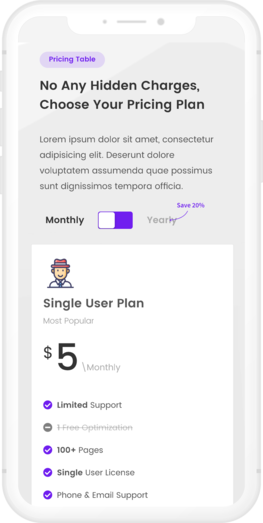 Pricing Table
No Any Hidden Charges,
Choose Your Pricing Plan
Lorem ipsum dolor sit amet, consectetur
adipisicing elit. Deserunt dolore
voluptatem assumenda quae possimus
sunt dignissimos tempora officia.
Save 20%
Monthly Yearly
Single User Plan
Most Popular
$5 \Monthly
Limited Support
1 Free Optimization
100+ Pages
Single User License
Phone & Email Support